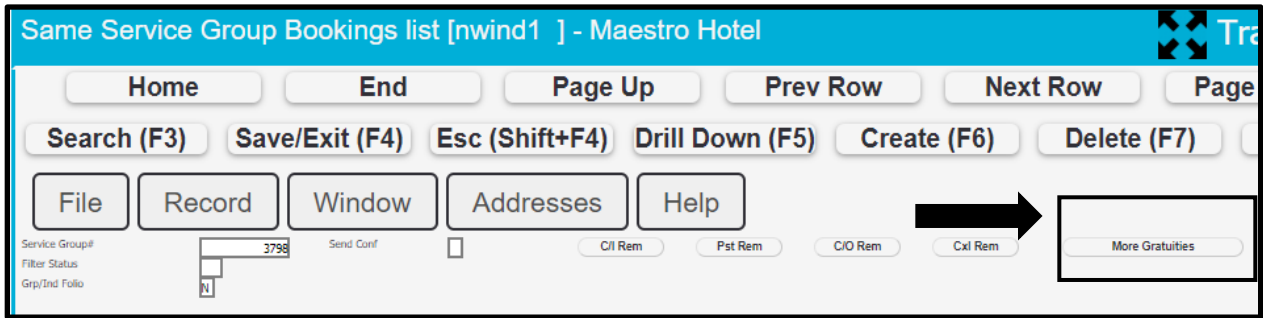 Same Service Group Bookings list [nwind1 ] - Maestro Hotel Tra
Home End Page Up Prev Row Next Row Page
Search (F3) Save/Exit (F4) Esc (Shift+F4) Drill Down (F5) Create (F6) Delete (F7)
File Record Window Addresses Help
Service Group# 3798 Send Conf C/I Rem Pst Rem C/O Rem Cxl Rem More Gratuities
Filter Status
Grp/Ind Folio N